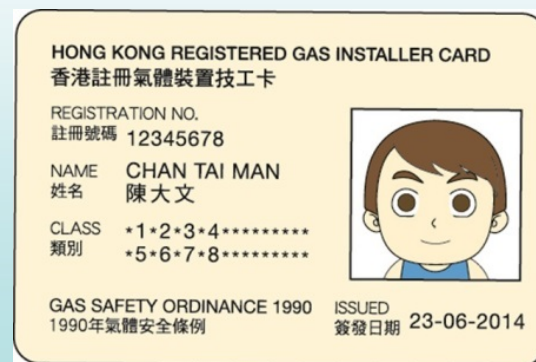 HONG KONG REGISTERED GAS INSTALLER CARD
香港註冊氣體裝置技工卡
REGISTRATION NO.
註冊號碼 12345678
NAME CHAN TAI MAN
姓名 陳大文
CLASS *1*2*3*4*********
類別 *5*6*7*8*********
GAS SAFETY ORDINANCE 1990
1990年氣體安全條例
ISSUED
簽發日期 23-06-2014